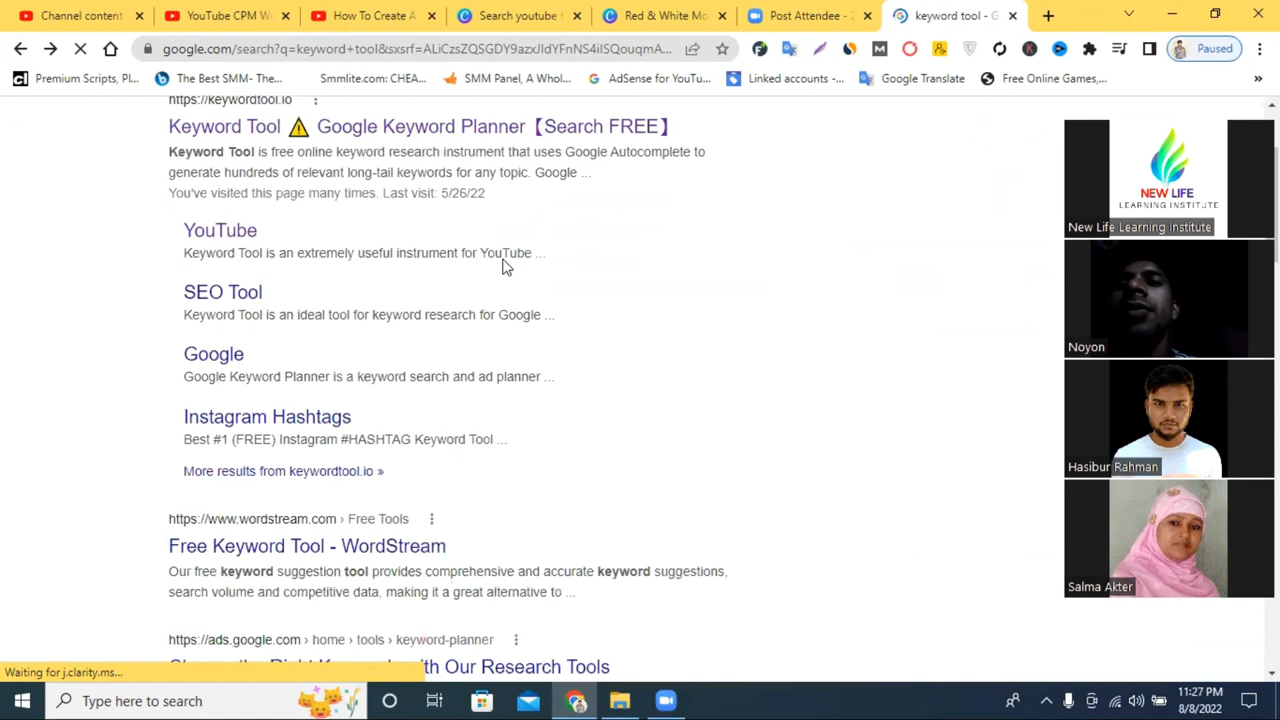 Channel content
YouTube CPM Wo
How To Create A
Search youtube t
Red & White Mo
Post Attendee - Z
keyword tool - G
google.com/search?q=keyword+tool&sxsrf=ALiCzsZQSGDY9azxJIdYFnNS4iISQouqmA...
Paused
Premium Scripts, Pl...
The Best SMM- The...
Smmlite.com: CHEA...
SMM Panel, A Whol...
AdSense for YouTu...
Linked accounts -...
Google Translate
Free Online Games,...
»
https://keywordtool.io
Keyword Tool ⚠ Google Keyword Planner【Search FREE】
Keyword Tool is free online keyword research instrument that uses Google Autocomplete to
generate hundreds of relevant long-tail keywords for any topic. Google ...
You've visited this page many times. Last visit: 5/26/22
YouTube
Keyword Tool is an extremely useful instrument for YouTube ...
SEO Tool
Keyword Tool is an ideal tool for keyword research for Google ...
Google
Google Keyword Planner is a keyword search and ad planner ...
Instagram Hashtags
Best #1 (FREE) Instagram #HASHTAG Keyword Tool ...
More results from keywordtool.io »
https://www.wordstream.com › Free Tools
Free Keyword Tool - WordStream
Our free keyword suggestion tool provides comprehensive and accurate keyword suggestions,
search volume and competitive data, making it a great alternative to ...
https://ads.google.com › home › tools › keyword-planner
th Our Research Tools
NEW LIFE
LEARNING INSTITUTE
New Life Learning Institute
Noyon
Hasibur Rahman
Salma Akter
Waiting for j.clarity.ms...
Type here to search
11:27 PM
8/8/2022